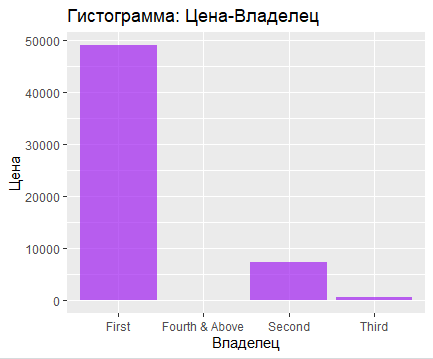 Гистограмма: Цена-Владелец
Цена
50000
40000
30000
20000
10000
0
First
Fourth & Above
Second
Third
Владелец